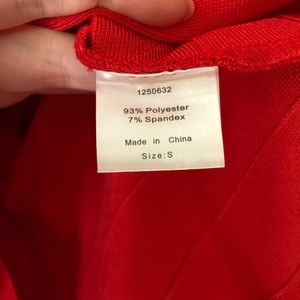 1250632
93% Polyester
7% Spandex
Made in China
Size:S